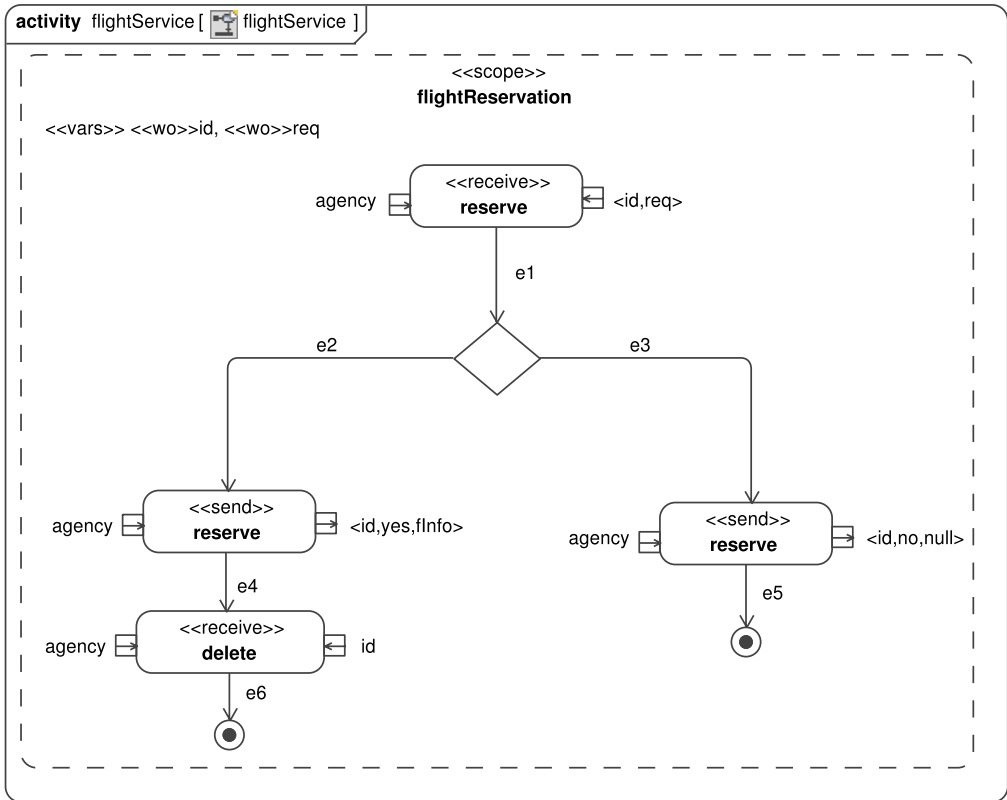 activity flightService [ flightService ]
<<scope>>
flightReservation
<<vars>> <<wo>>id, <<wo>>req
<<receive>>
reserve
agency
<id,req>
e1
e2
e3
<<send>>
reserve
agency
<id,yes,fInfo>
<<send>>
reserve
agency
<id,no,null>
e4
e5
<<receive>>
delete
agency
id
e6